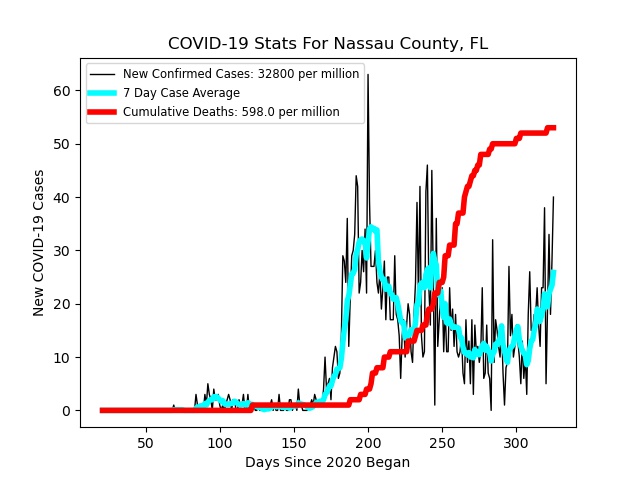 COVID-19 Stats For Nassau County, FL
New Confirmed Cases: 32800 per million
7 Day Case Average
Cumulative Deaths: 598.0 per million
New COVID-19 Cases
60
50
40
30
20
10
0
50 100 150 200 250 300
Days Since 2020 Began